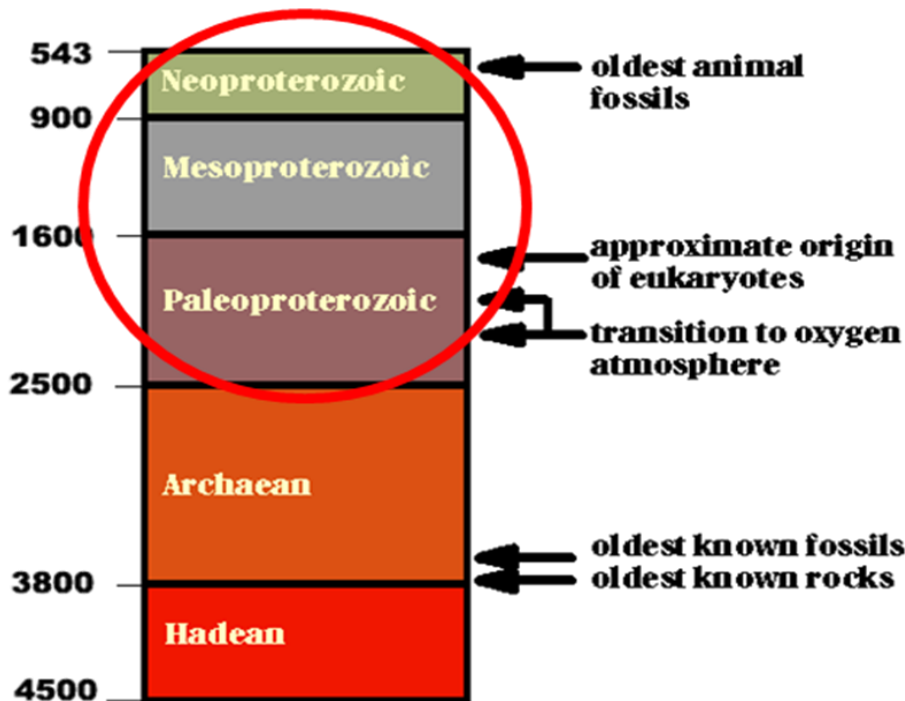 543
oldest animal
fossils
Neoproterozoic
900
Mesoproterozoic
1600
approximate origin
of eukaryotes
Paleoproterozoic
transition to oxygen
atmosphere
2500
Archaean
oldest known fossils
oldest known rocks
3800
Hadean
4500